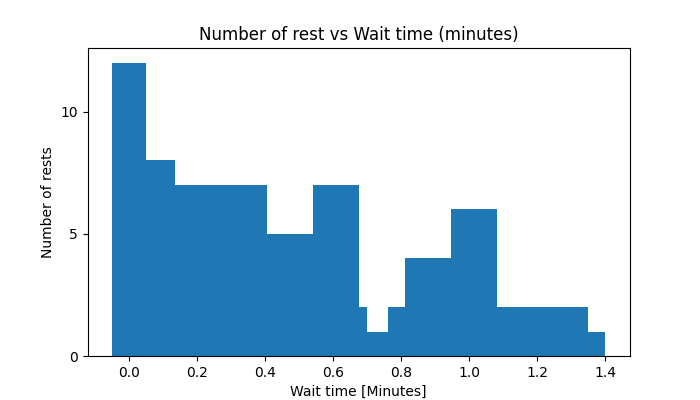 Number of rest vs Wait time (minutes)
10
5
0
Number of rests
0.0 0.2 0.4 0.6 0.8 1.0 1.2 1.4
Wait time [Minutes]